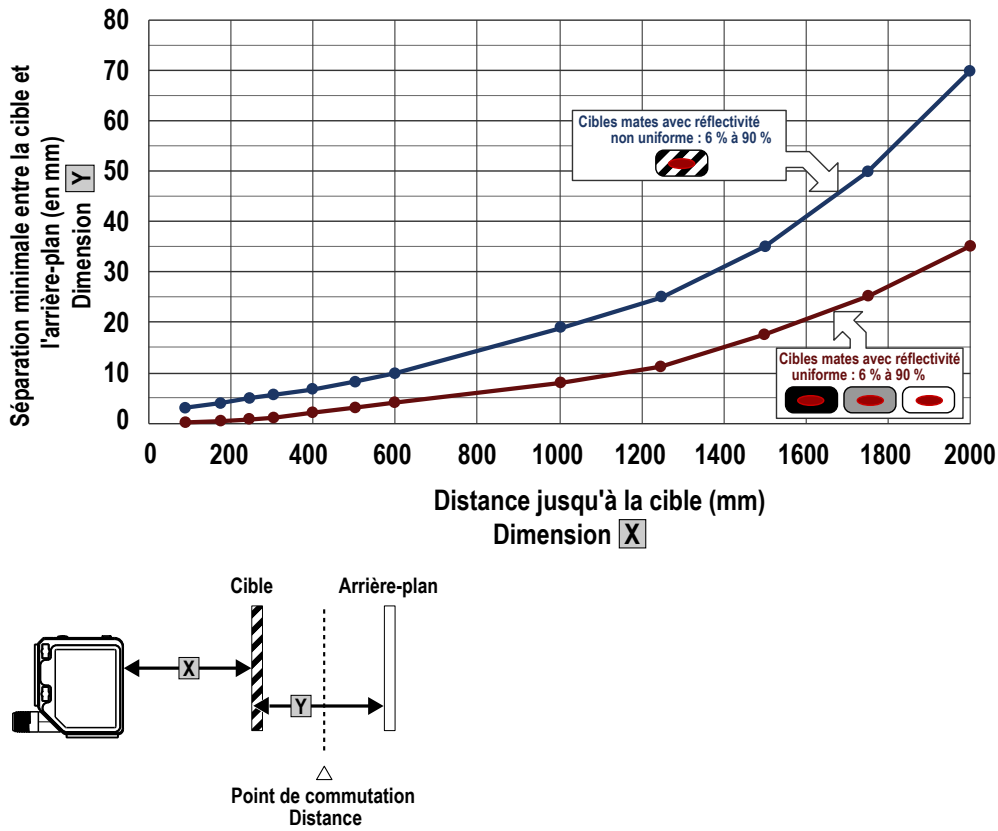 80
70
60
50
40
30
20
10
0
Séparation minimale entre la cible et
l'arrière-plan (en mm)
Dimension Y
Cibles mates avec réflectivité
non uniforme : 6 % à 90 %
Cibles mates avec réflectivité
uniforme : 6 % à 90 %
0 200 400 600 1000 1200 1400 1600 1800 2000
Distance jusqu'à la cible (mm)
Dimension X
Cible Arrière-plan
X
Y
Point de commutation
Distance